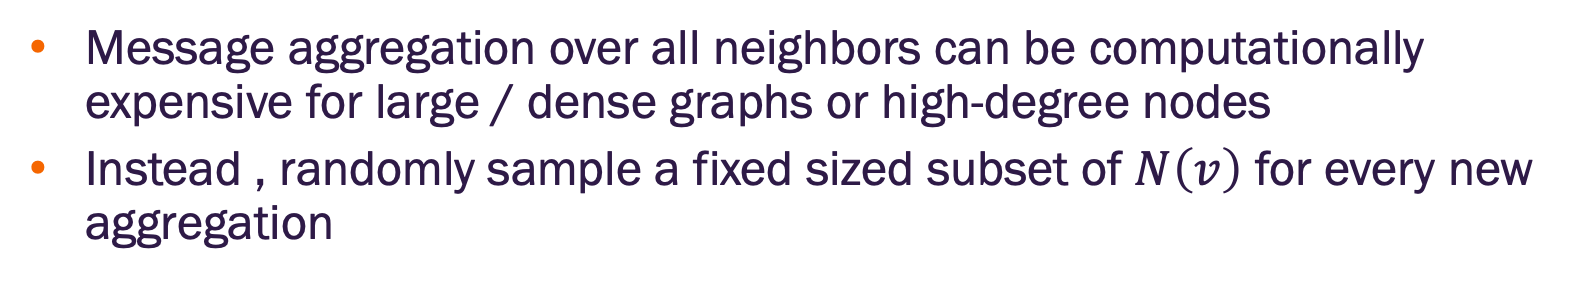 • Message aggregation over all neighbors can be computationally
expensive for large / dense graphs or high-degree nodes
• Instead , randomly sample a fixed sized subset of 𝑁(𝑣) for every new
aggregation